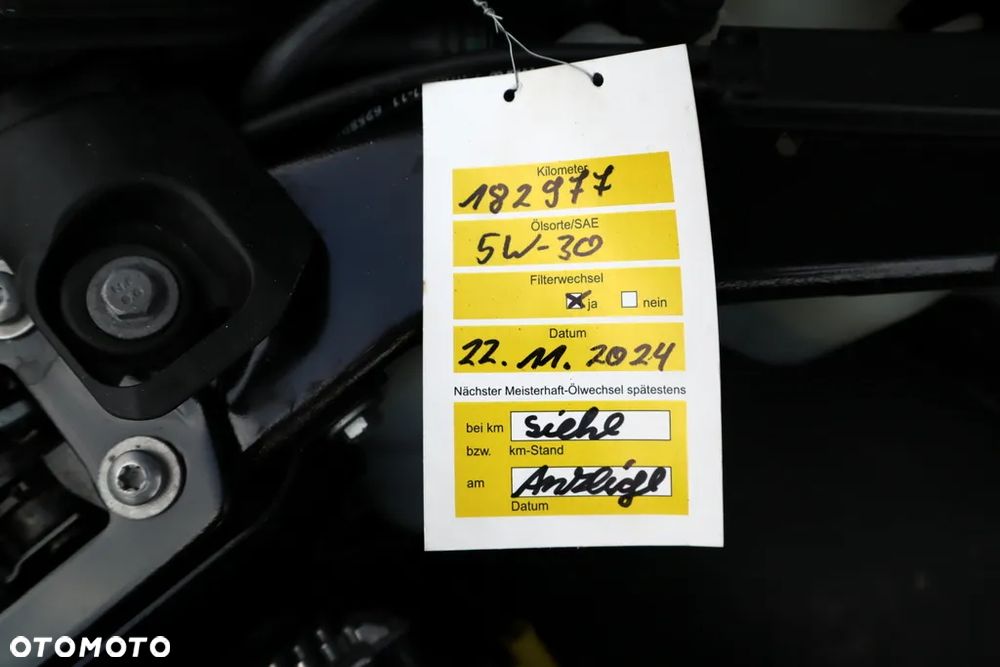 Kilometer
182977
Ölsorte/SAE
5W-30
Filterwechsel
ja nein
Datum
22.11.2024
Nächster Meisterhaft-Ölwechsel spätestens
bei km siehe
bzw. km-Stand
am Anzeige
Datum
OTOMOTO